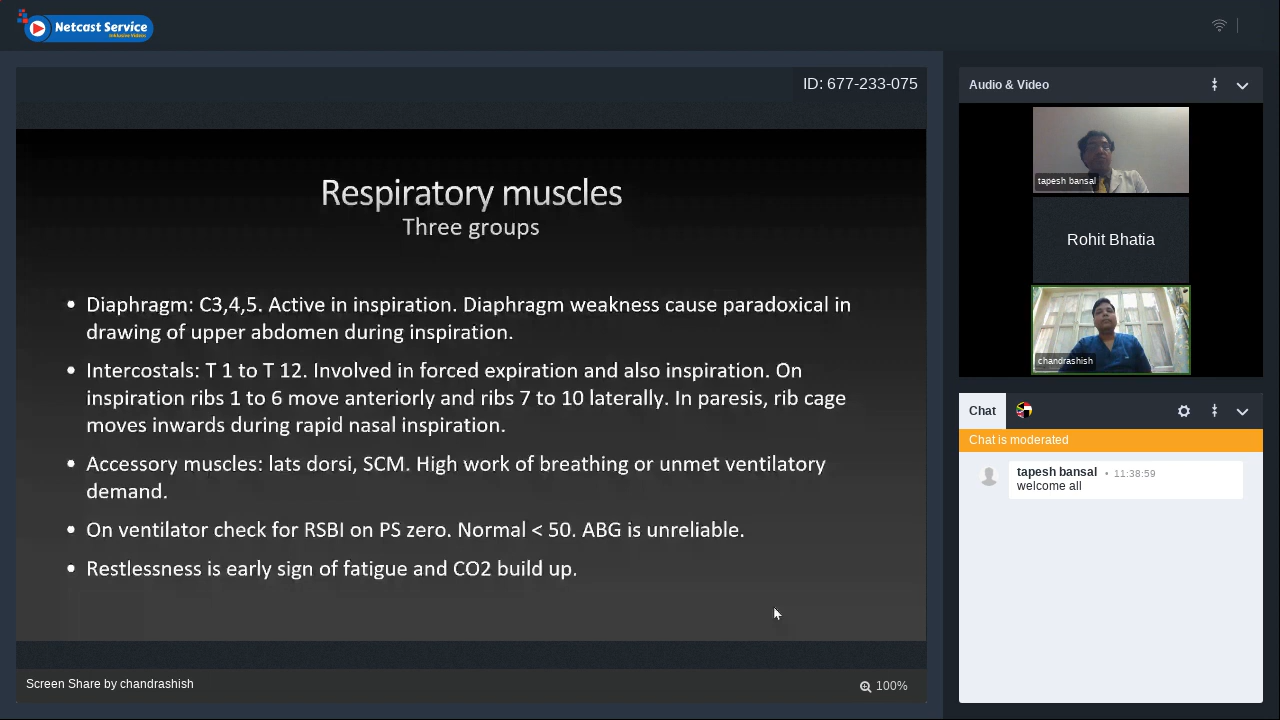 Netcast Service
Inklusive Videos
ID: 677-233-075
Respiratory muscles
Three groups
• Diaphragm: C3,4,5. Active in inspiration. Diaphragm weakness cause paradoxical in
drawing of upper abdomen during inspiration.
• Intercostals: T 1 to T 12. Involved in forced expiration and also inspiration. On
inspiration ribs 1 to 6 move anteriorly and ribs 7 to 10 laterally. In paresis, rib cage
moves inwards during rapid nasal inspiration.
• Accessory muscles: lats dorsi, SCM. High work of breathing or unmet ventilatory
demand.
• On ventilator check for RSBI on PS zero. Normal < 50. ABG is unreliable.
• Restlessness is early sign of fatigue and CO2 build up.
Screen Share by chandrashish
100%
Audio & Video
tapesh bansal
Rohit Bhatia
chandrashish
Chat
Chat is moderated
tapesh bansal • 11:38:59
welcome all